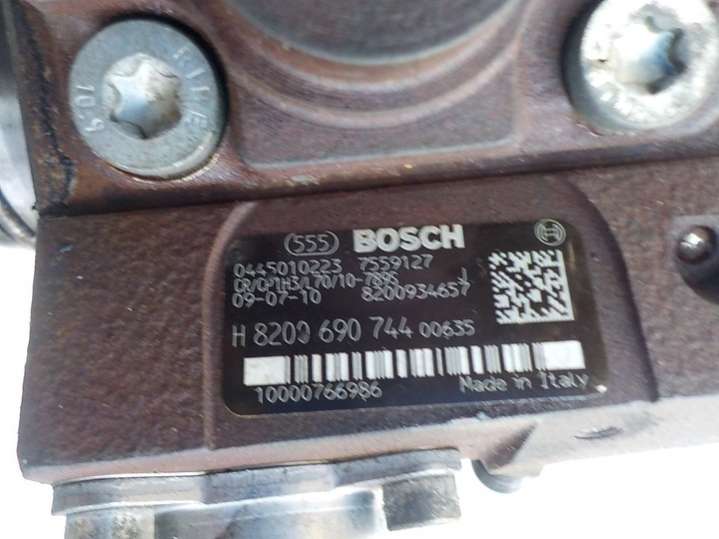 555 BOSCH
0445010223 7559127
CR/CP1H3/L70/10-789S
09-07-10 8200934657
H 8200 690 744 00635
10000766986 Made in Italy